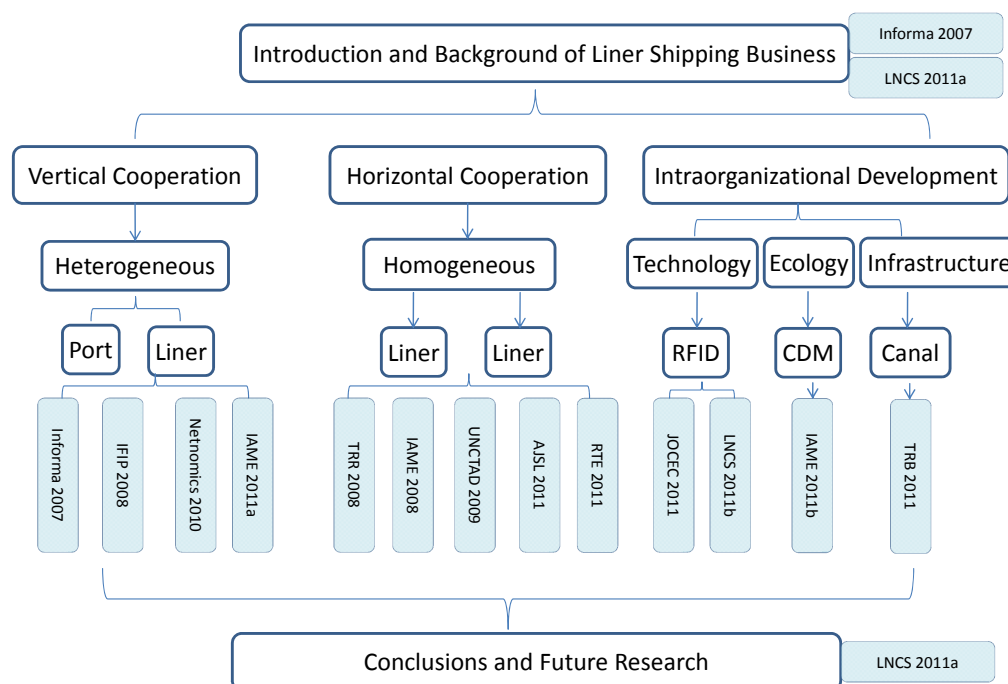 Introduction and Background of Liner Shipping Business
Informa 2007
LNCS 2011a
Vertical Cooperation
Horizontal Cooperation
Intraorganizational Development
Heterogeneous
Homogeneous
Technology
Ecology
Infrastructure
Port
Liner
Liner
Liner
RFID
CDM
Canal
Informa 2007
IFIP 2008
Netnomics 2010
IAME 2011a
TRR 2008
IAME 2008
UNCTAD 2009
AJSL 2011
RTE 2011
JOCEC 2011
LNCS 2011b
IAME 2011b
TRB 2011
Conclusions and Future Research
LNCS 2011a